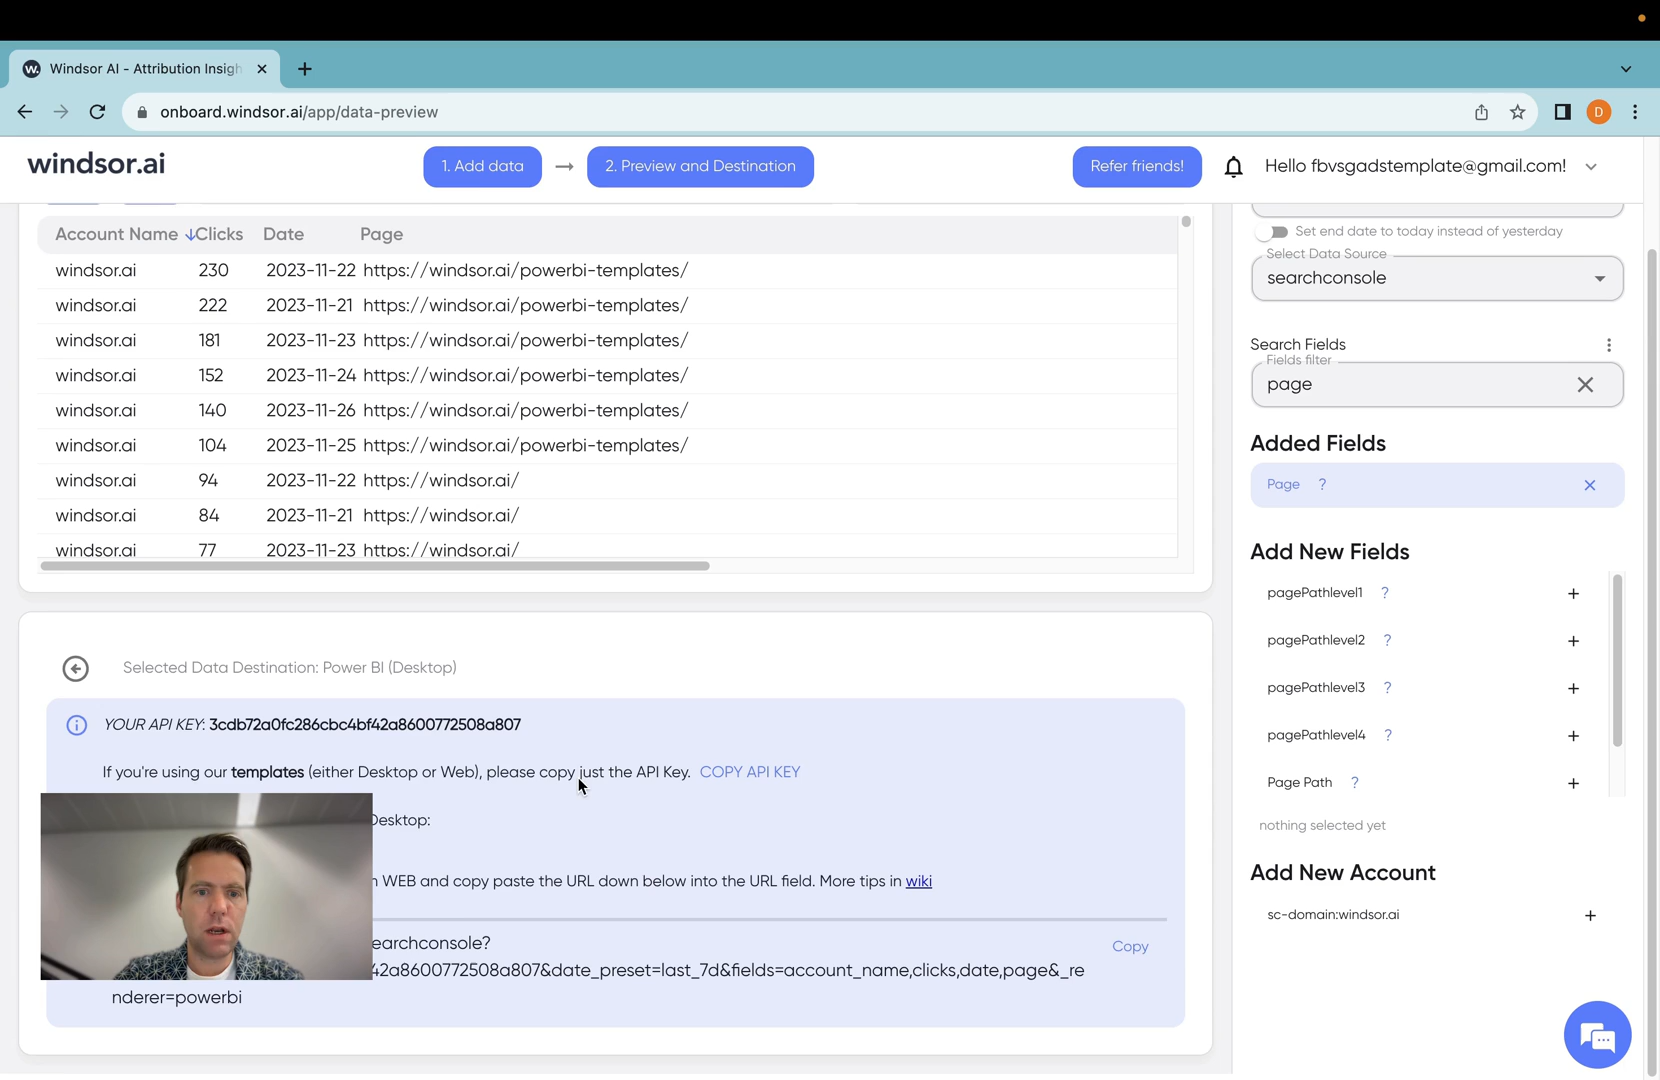 Windsor AI - Attribution Insigh
onboard.windsor.ai/app/data-preview
D
windsor.ai
1. Add data
2. Preview and Destination
Refer friends!
Hello fbvsgadstemplate@gmail.com!
Account Name Clicks Date Page
windsor.ai 230 2023-11-22 https://windsor.ai/powerbi-templates/
windsor.ai 222 2023-11-21 https://windsor.ai/powerbi-templates/
windsor.ai 181 2023-11-23 https://windsor.ai/powerbi-templates/
windsor.ai 152 2023-11-24 https://windsor.ai/powerbi-templates/
windsor.ai 140 2023-11-26 https://windsor.ai/powerbi-templates/
windsor.ai 104 2023-11-25 https://windsor.ai/powerbi-templates/
windsor.ai 94 2023-11-22 https://windsor.ai/
windsor.ai 84 2023-11-21 https://windsor.ai/
windsor.ai 77 2023-11-23 https://windsor.ai/
Selected Data Destination: Power BI (Desktop)
YOUR API KEY: 3cdb72a0fc286cbc4bf42a8600772508a807
If you're using our templates (either Desktop or Web), please copy just the API Key. COPY API KEY
Desktop:
WEB and copy paste the URL down below into the URL field. More tips in wiki
earchconsole?
Copy
42a8600772508a807&date_preset=last_7d&fields=account_name,clicks,date,page&_re
nderer=powerbi
Set end date to today instead of yesterday
Select Data Source
searchconsole
Search Fields
Fields filter
page
Added Fields
Page ?
Add New Fields
pagePathlevel1 ?
pagePathlevel2 ?
pagePathlevel3 ?
pagePathlevel4 ?
Page Path ?
nothing selected yet
Add New Account
sc-domain:windsor.ai